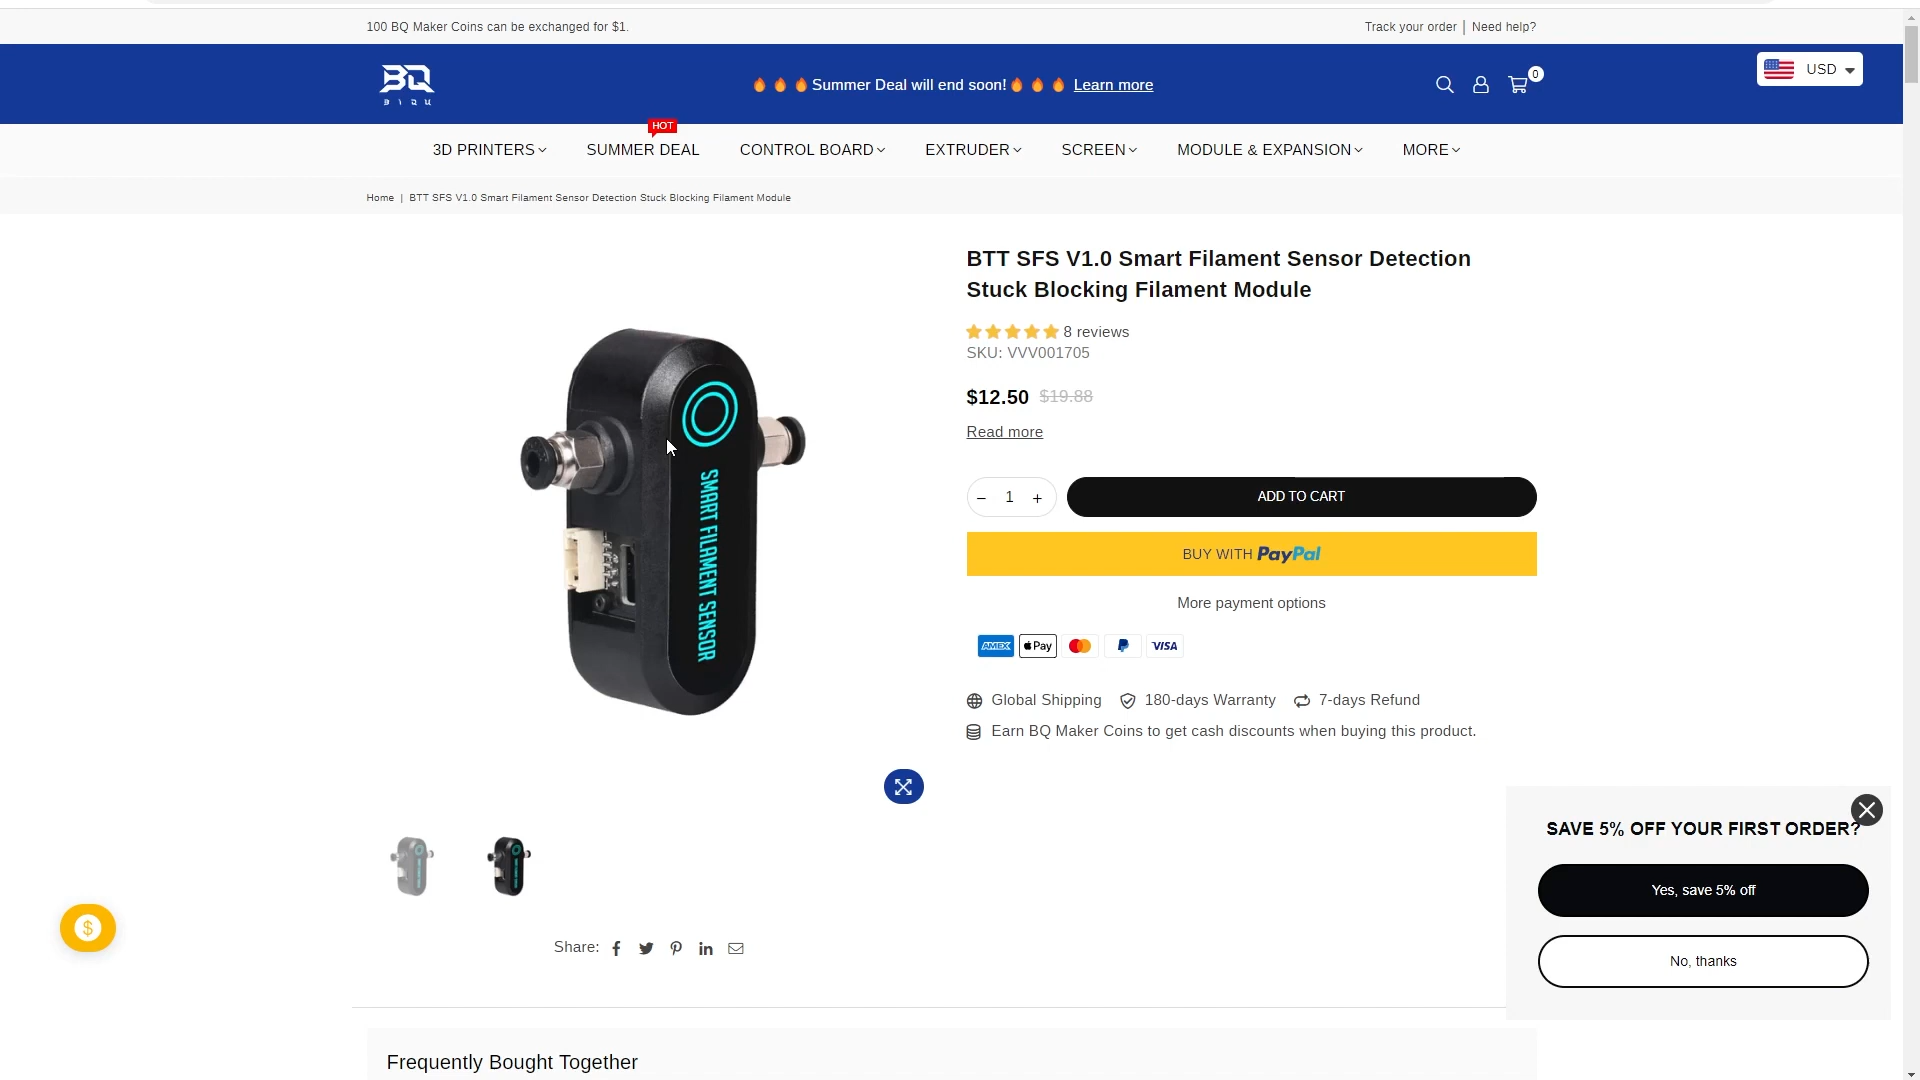 100 BQ Maker Coins can be exchanged for $1.
Track your order | Need help?
BQ
BIQU
Summer Deal will end soon! Learn more
0
USD
HOT
3D PRINTERS SUMMER DEAL CONTROL BOARD EXTRUDER SCREEN MODULE & EXPANSION MORE
Home | BTT SFS V1.0 Smart Filament Sensor Detection Stuck Blocking Filament Module
SMART FILAMENT SENSOR
BTT SFS V1.0 Smart Filament Sensor Detection
Stuck Blocking Filament Module
8 reviews
SKU: VVV001705
$12.50 $19.88
Read more
− 1 + ADD TO CART
BUY WITH PayPal
More payment options
AMEX Pay VISA
Global Shipping 180-days Warranty 7-days Refund
Earn BQ Maker Coins to get cash discounts when buying this product.
Share:
SAVE 5% OFF YOUR FIRST ORDER?
Yes, save 5% off
No, thanks
$
Frequently Bought Together